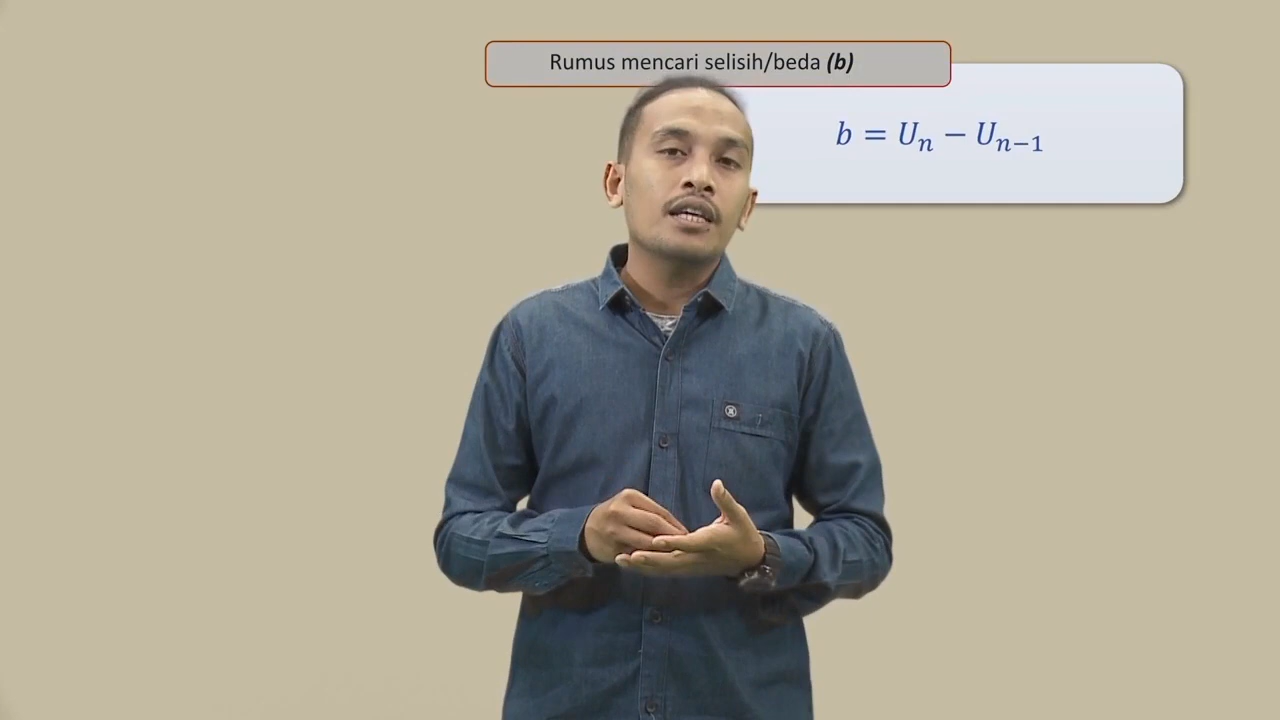 Rumus mencari selisih/beda (b)
b = Uₙ − Uₙ₋₁